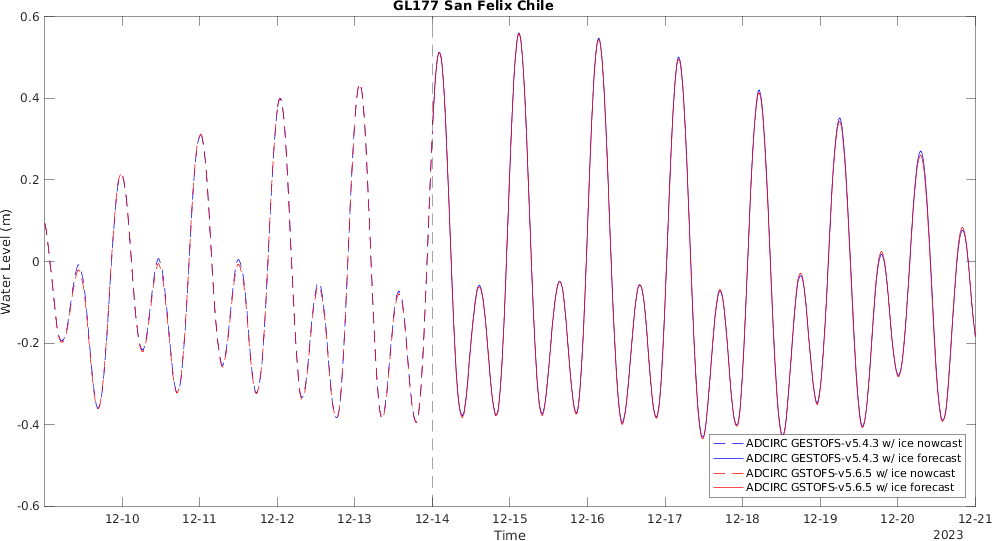 GL177 San Felix Chile
0.6
0.4
0.2
0
-0.2
-0.4
-0.6
Water Level (m)
ADCIRC GESTOFS-v5.4.3 w/ ice nowcast
ADCIRC GESTOFS-v5.4.3 w/ ice forecast
ADCIRC GSTOFS-v5.6.5 w/ ice nowcast
ADCIRC GSTOFS-v5.6.5 w/ ice forecast
12-10 12-11 12-12 12-13 12-14 12-15 12-16 12-17 12-18 12-19 12-20 12-21
Time
2023